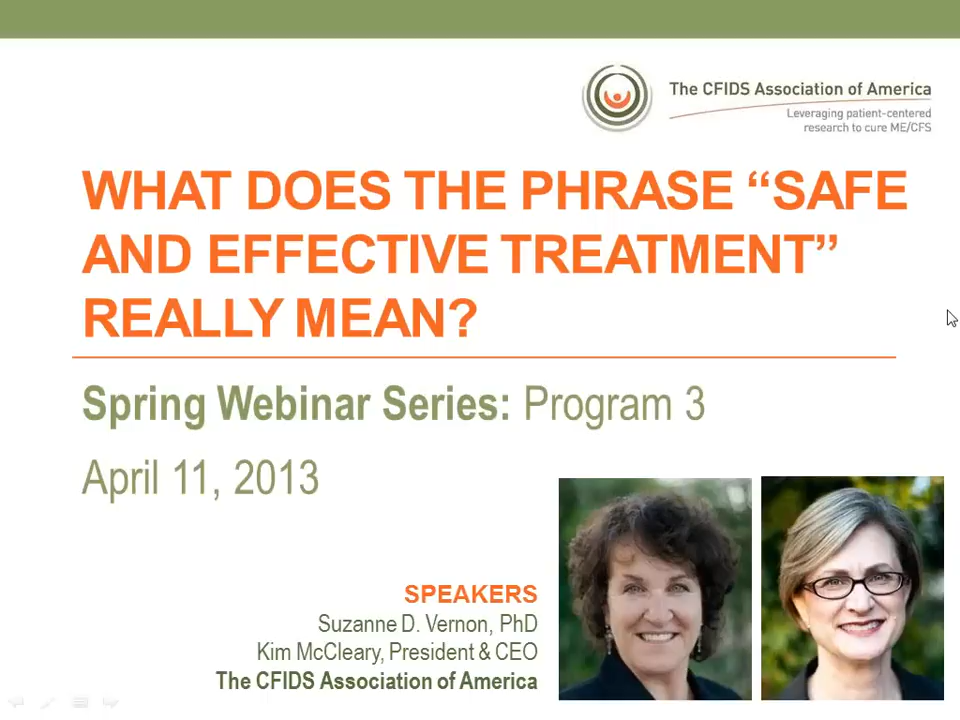 The CFIDS Association of America
Leveraging patient-centered
research to cure ME/CFS
WHAT DOES THE PHRASE “SAFE
AND EFFECTIVE TREATMENT”
REALLY MEAN?
Spring Webinar Series: Program 3
April 11, 2013
SPEAKERS
Suzanne D. Vernon, PhD
Kim McCleary, President & CEO
The CFIDS Association of America